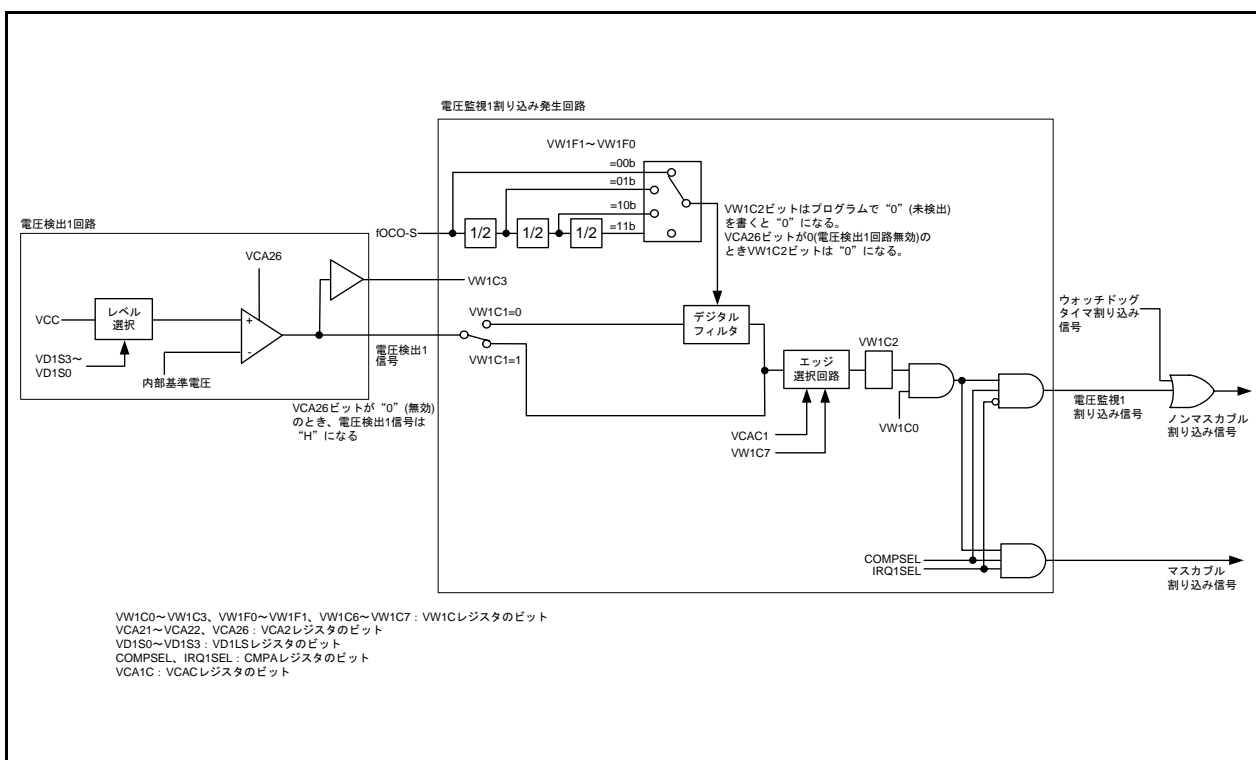 電圧監視1割り込み発生回路
VW1F1～VW1F0
=00b
=01b
=10b
=11b
fOCO-S
1/2
1/2
1/2
VW1C2ビットはプログラムで“0”(未検出)
を書くと“0”になる。
VCA26ビットが0(電圧検出1回路無効)の
ときVW1C2ビットは“0”になる。
電圧検出1回路
VCA26
VCC
レベル
選択
+
-
VD1S3～
VD1S0
内部基準電圧
VW1C3
電圧検出1
信号
VCA26ビットが“0”(無効)
のとき、電圧検出1信号は
“H”になる
VW1C1=0
VW1C1=1
デジタル
フィルタ
エッジ
選択回路
VW1C2
VCAC1
VW1C7
VW1C0
COMPSEL
IRQ1SEL
ウォッチドッグ
タイマ割り込み
信号
電圧監視1
割り込み信号
ノンマスカブル
割り込み信号
マスカブル
割り込み信号
VW1C0～VW1C3、VW1F0～VW1F1、VW1C6～VW1C7：VW1Cレジスタのビット
VCA21～VCA22、VCA26：VCA2レジスタのビット
VD1S0～VD1S3：VD1LSレジスタのビット
COMPSEL、IRQ1SEL：CMPAレジスタのビット
VCA1C：VCACレジスタのビット